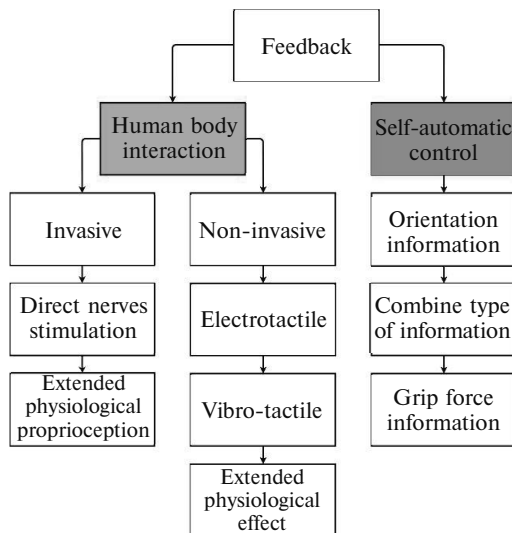 Feedback
Human body
interaction
Self-automatic
control
Invasive
Non-invasive
Orientation
information
Direct nerves
stimulation
Electrotactile
Combine type
of information
Extended
physiological
proprioception
Vibro-tactile
Grip force
information
Extended
physiological
effect